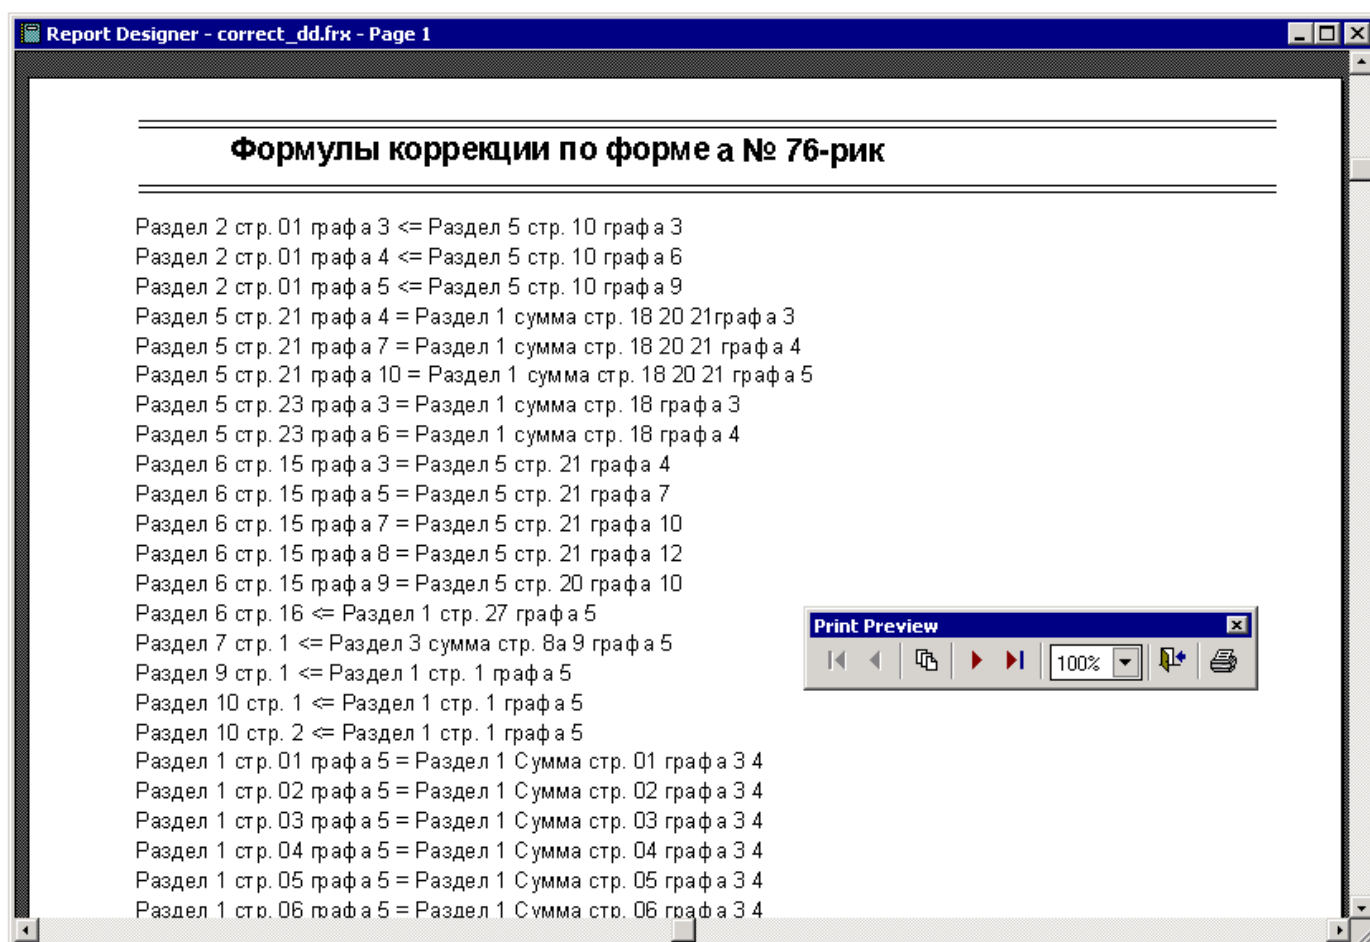 Report Designer - correct_dd.frx - Page 1
Формулы коррекции по форме а № 76-рик
Раздел 2 стр. 01 графа 3 <= Раздел 5 стр. 10 графа 3
Раздел 2 стр. 01 графа 4 <= Раздел 5 стр. 10 графа 6
Раздел 2 стр. 01 графа 5 <= Раздел 5 стр. 10 графа 9
Раздел 5 стр. 21 графа 4 = Раздел 1 сумма стр. 18 20 21графа 3
Раздел 5 стр. 21 графа 7 = Раздел 1 сумма стр. 18 20 21 графа 4
Раздел 5 стр. 21 графа 10 = Раздел 1 сумма стр. 18 20 21 графа 5
Раздел 5 стр. 23 графа 3 = Раздел 1 сумма стр. 18 графа 3
Раздел 5 стр. 23 графа 6 = Раздел 1 сумма стр. 18 графа 4
Раздел 6 стр. 15 графа 3 = Раздел 5 стр. 21 графа 4
Раздел 6 стр. 15 графа 5 = Раздел 5 стр. 21 графа 7
Раздел 6 стр. 15 графа 7 = Раздел 5 стр. 21 графа 10
Раздел 6 стр. 15 графа 8 = Раздел 5 стр. 21 графа 12
Раздел 6 стр. 15 графа 9 = Раздел 5 стр. 20 графа 10
Раздел 6 стр. 16 <= Раздел 1 стр. 27 графа 5
Раздел 7 стр. 1 <= Раздел 3 сумма стр. 8а 9 графа 5
Раздел 9 стр. 1 <= Раздел 1 стр. 1 графа 5
Раздел 10 стр. 1 <= Раздел 1 стр. 1 графа 5
Раздел 10 стр. 2 <= Раздел 1 стр. 1 графа 5
Раздел 1 стр. 01 графа 5 = Раздел 1 Сумма стр. 01 графа 3 4
Раздел 1 стр. 02 графа 5 = Раздел 1 Сумма стр. 02 графа 3 4
Раздел 1 стр. 03 графа 5 = Раздел 1 Сумма стр. 03 графа 3 4
Раздел 1 стр. 04 графа 5 = Раздел 1 Сумма стр. 04 графа 3 4
Раздел 1 стр. 05 графа 5 = Раздел 1 Сумма стр. 05 графа 3 4
Раздел 1 стр. 06 графа 5 = Раздел 1 Сумма стр. 06 графа 3 4
Print Preview
100%